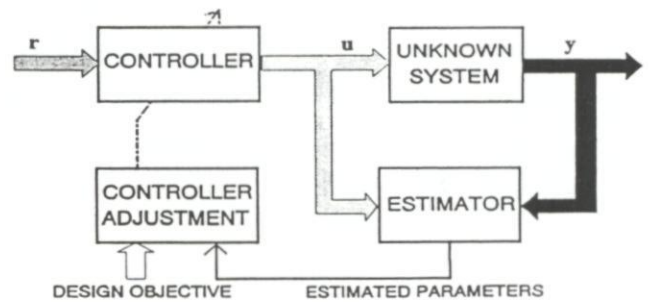 r
CONTROLLER
u
UNKNOWN
SYSTEM
y
CONTROLLER
ADJUSTMENT
ESTIMATOR
DESIGN OBJECTIVE
ESTIMATED PARAMETERS